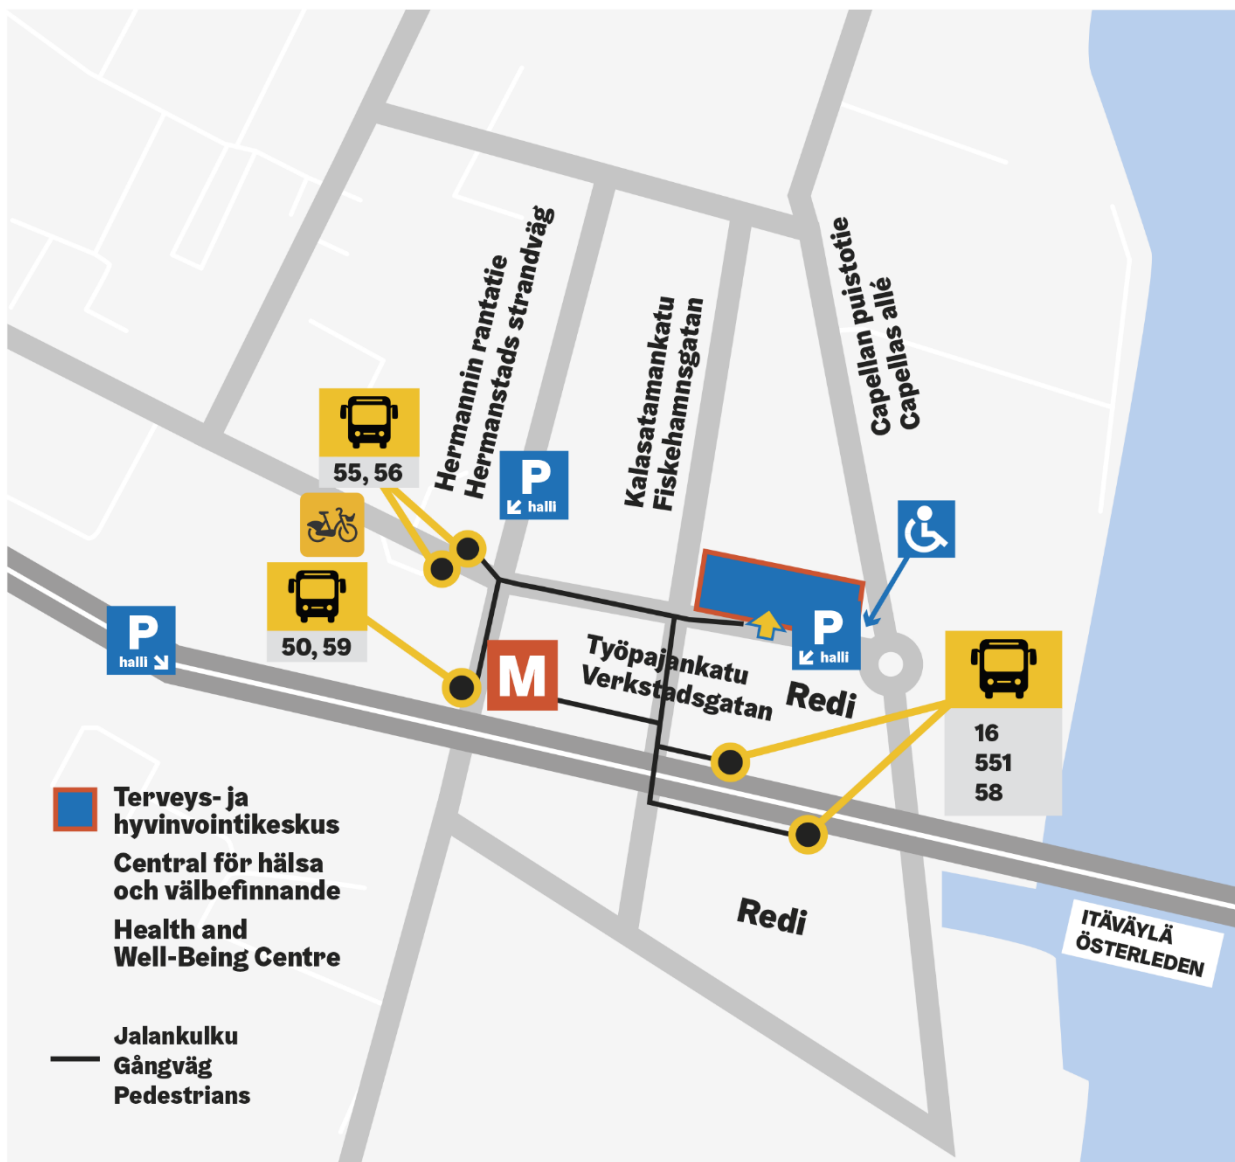 Hermannin rantatie
Hermanstads strandväg
Kalasatamankatu
Fiskehamnsgatan
Capellan puistotie
Capellas allé
55, 56
P
halli
50, 59
P
halli
M
Työpajankatu
Verkstadsgatan
P
halli
Redi
16
551
58
Redi
ITÄVÄYLÄ
ÖSTERLEDEN
Terveys- ja
hyvinvointikeskus
Central för hälsa
och välbefinnande
Health and
Well-Being Centre
Jalankulku
Gångväg
Pedestrians